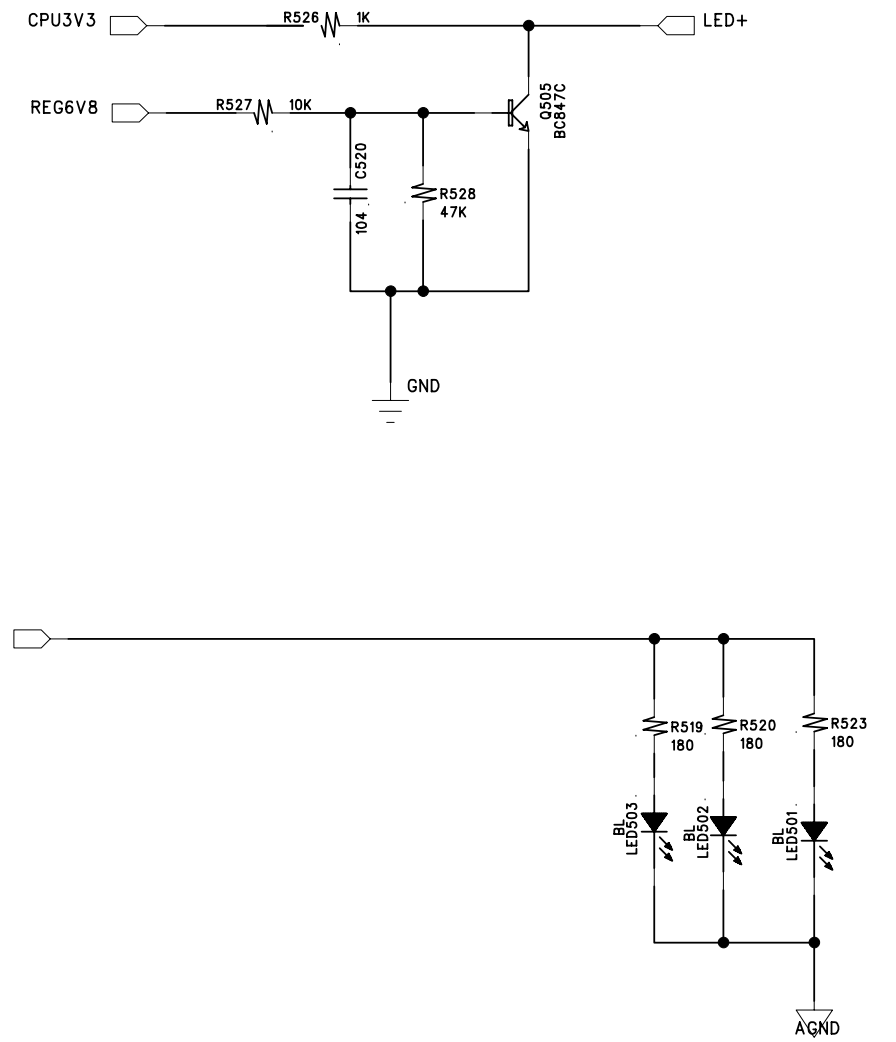 CPU3V3
R526 1K
LED+
REG6V8
R527 10K
Q505
BC847C
C520
104
R528
47K
GND
R519
180
R520
180
R523
180
BL
LED503
BL
LED502
BL
LED501
AGND